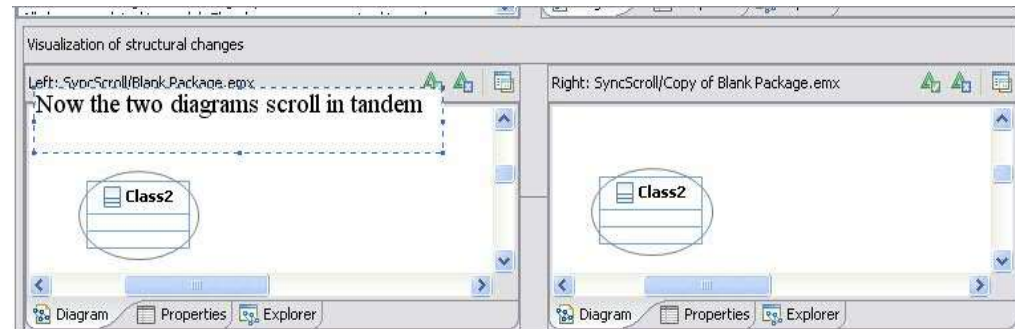 Visualization of structural changes
Left: SyncScroll/Blank Package.emx
Right: SyncScroll/Copy of Blank Package.emx
Now the two diagrams scroll in tandem
Class2
Class2
Diagram Properties Explorer
Diagram Properties Explorer